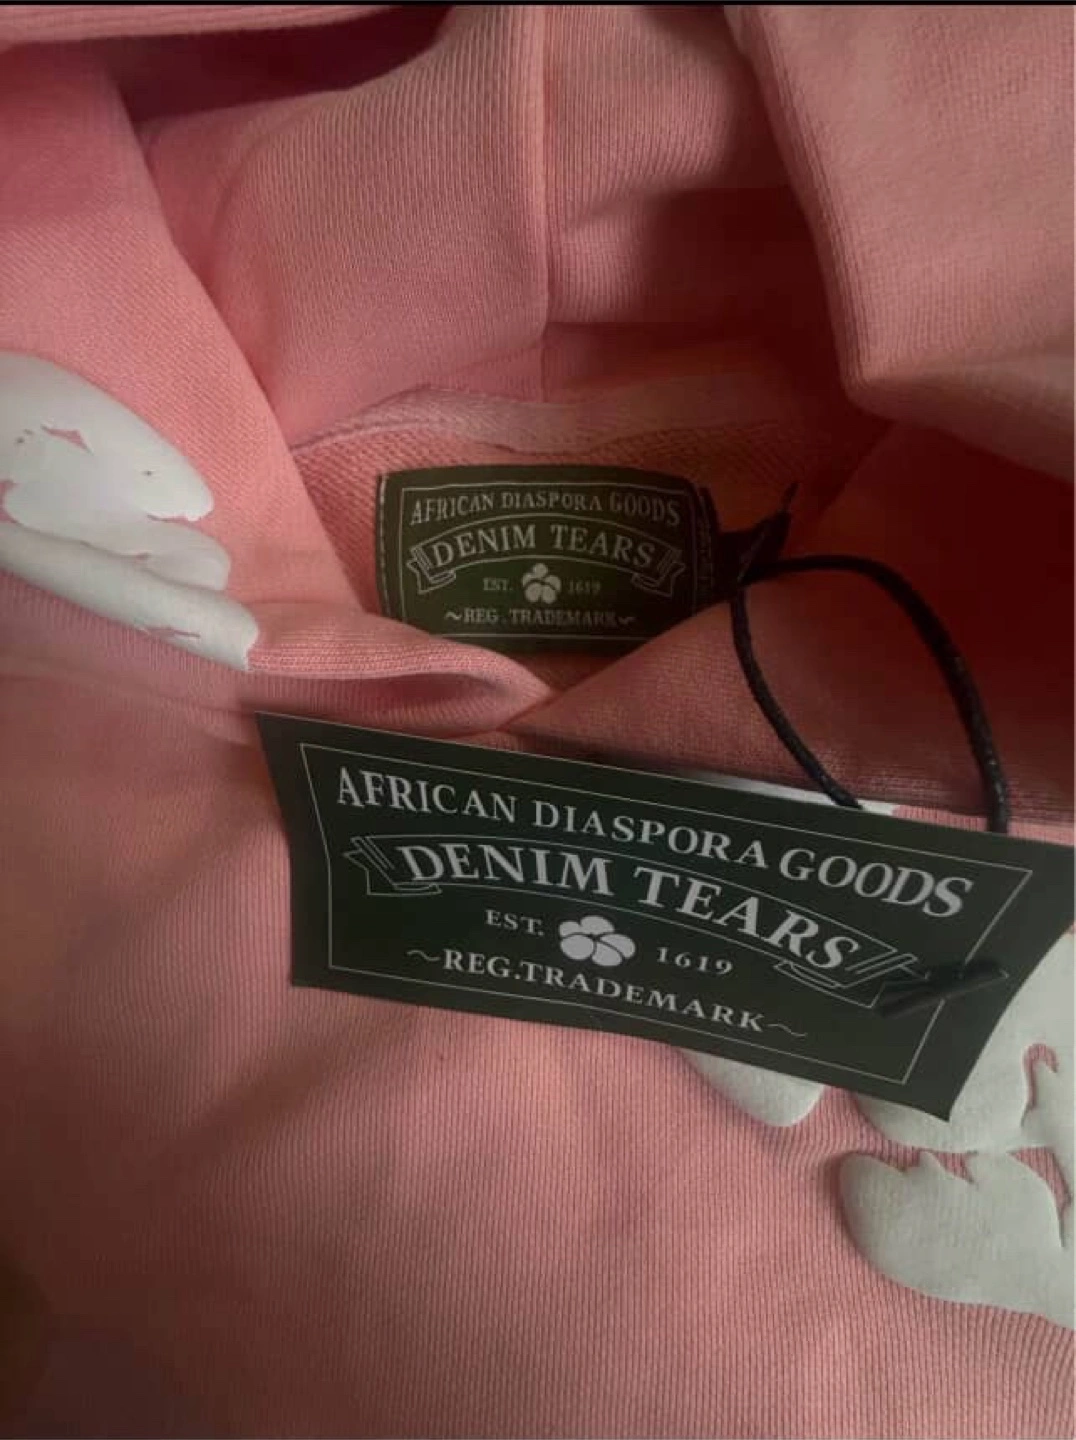 AFRICAN DIASPORA GOODS
DENIM TEARS
EST. 1619
~REG. TRADEMARK~
AFRICAN DIASPORA GOODS
DENIM TEARS
EST. 1619
~REG.TRADEMARK~